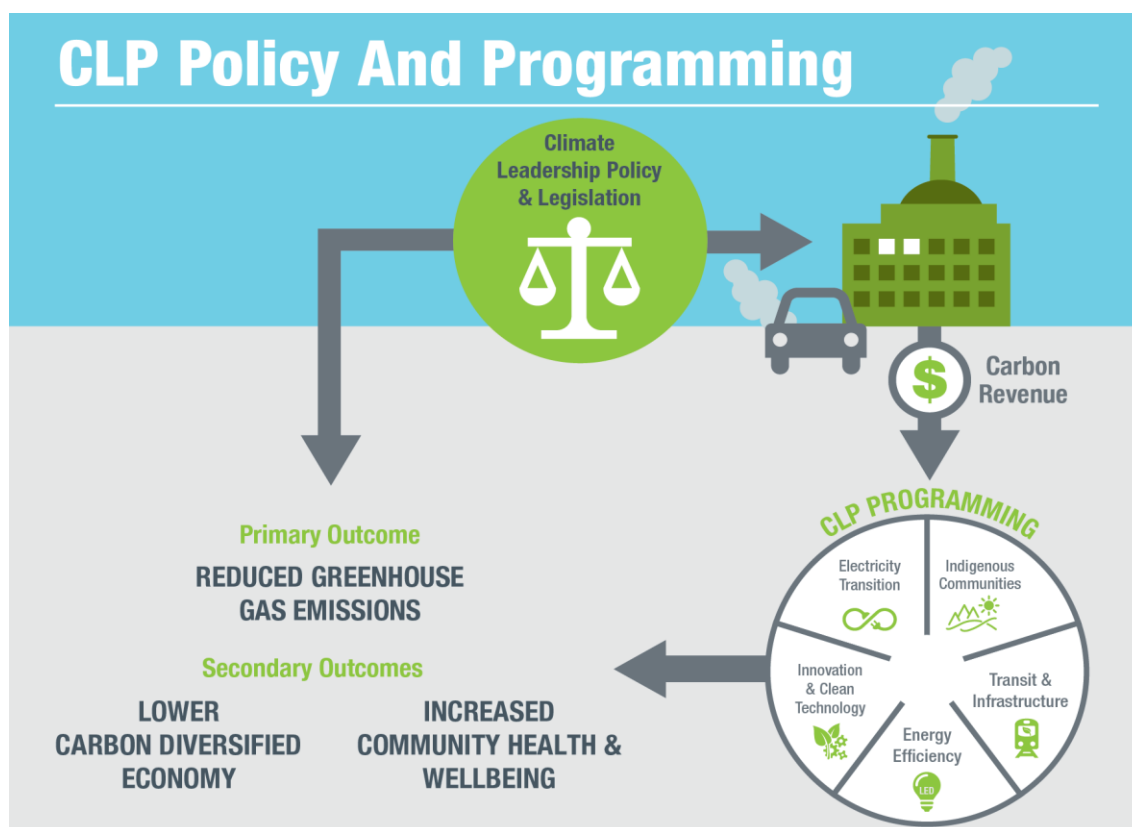 CLP Policy And Programming
Climate
Leadership Policy
& Legislation
$
Carbon
Revenue
CLP PROGRAMMING
Electricity
Transition
Indigenous
Communities
Innovation
& Clean
Technology
Transit &
Infrastructure
Energy
Efficiency
LED
Primary Outcome
REDUCED GREENHOUSE
GAS EMISSIONS
Secondary Outcomes
LOWER
CARBON DIVERSIFIED
ECONOMY
INCREASED
COMMUNITY HEALTH &
WELLBEING